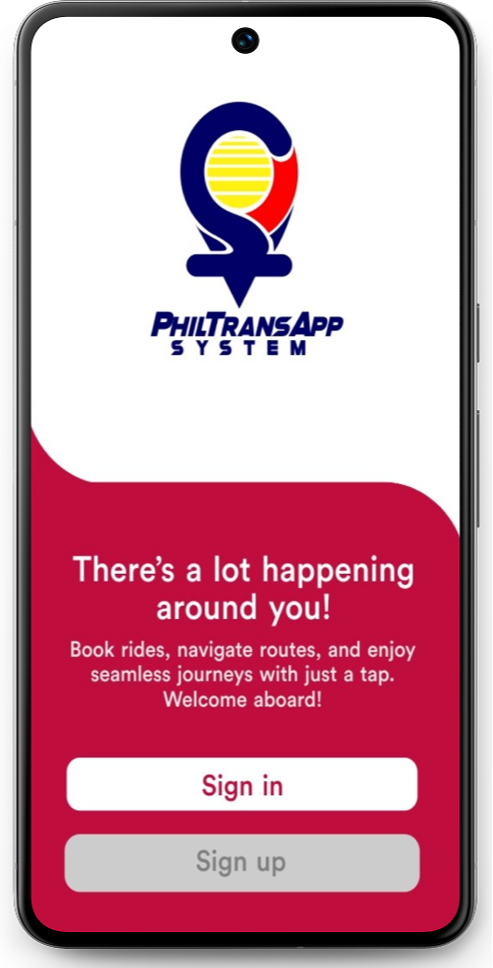 PHILTRANSAPP
SYSTEM
There's a lot happening
around you!
Book rides, navigate routes, and enjoy
seamless journeys with just a tap.
Welcome aboard!
Sign in
Sign up